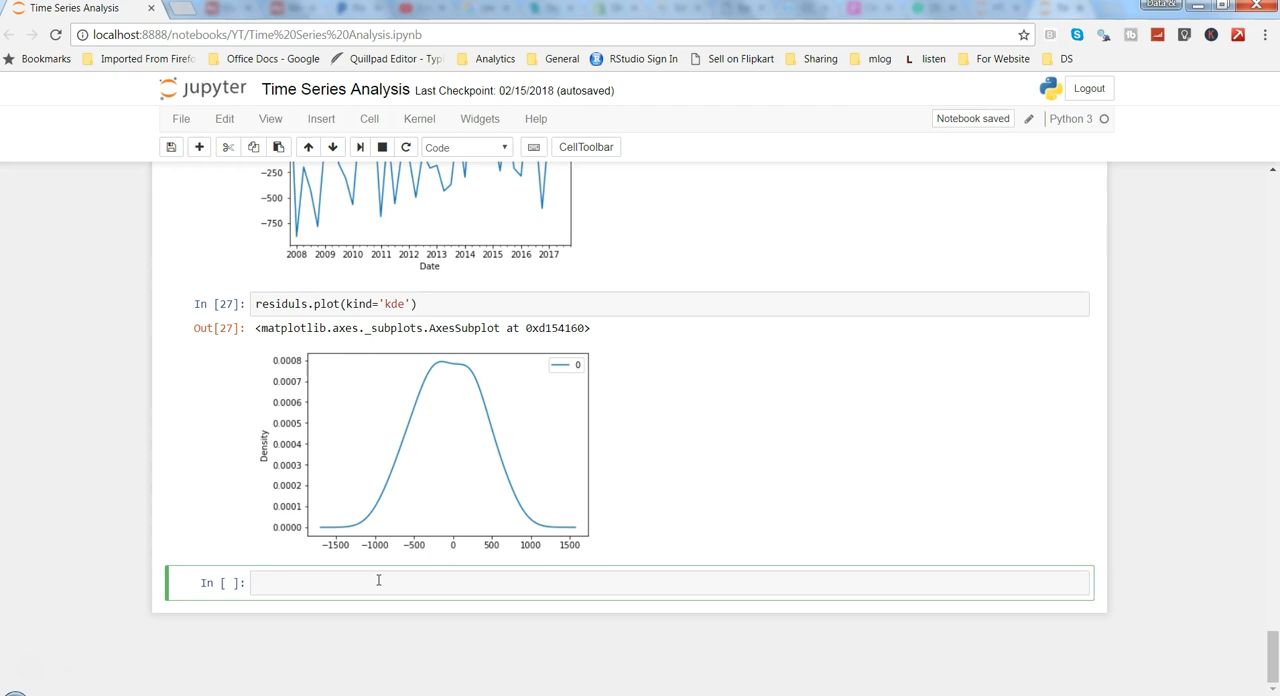 Time Series Analysis
Data &
localhost:8888/notebooks/YT/Time%20Series%20Analysis.ipynb
Bookmarks Imported From Firefo Office Docs - Google Quillpad Editor - Typi Analytics General RStudio Sign In Sell on Flipkart Sharing mlog L listen For Website DS
jupyter Time Series Analysis Last Checkpoint: 02/15/2018 (autosaved) Logout
File Edit View Insert Cell Kernel Widgets Help Notebook saved Python 3
Code CellToolbar
−250
−500
−750
2008 2009 2010 2011 2012 2013 2014 2015 2016 2017
Date
In [27]: residuls.plot(kind='kde')
Out[27]: <matplotlib.axes._subplots.AxesSubplot at 0xd154160>
0
0.0008
0.0007
0.0006
0.0005
0.0004
0.0003
0.0002
0.0001
0.0000
Density
−1500 −1000 −500 0 500 1000 1500
In [ ]: